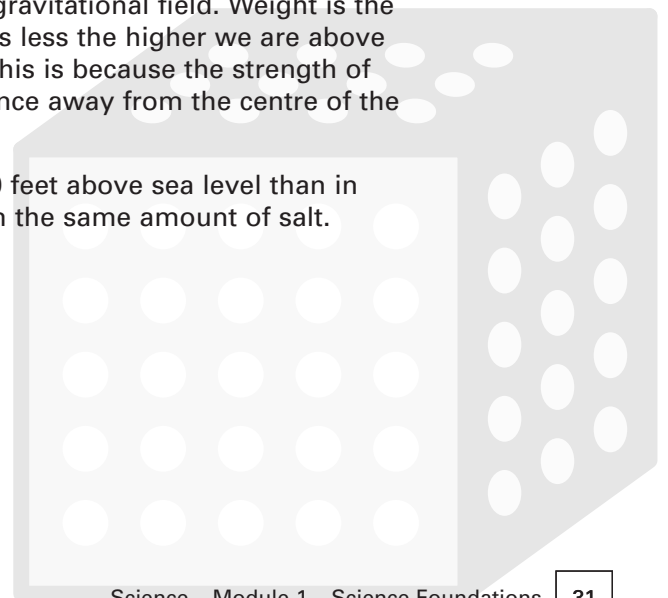 gravitational field. Weight is the
s less the higher we are above
his is because the strength of
nce away from the centre of the
feet above sea level than in
the same amount of salt.
Science – Module 1 – Science Foundations 31